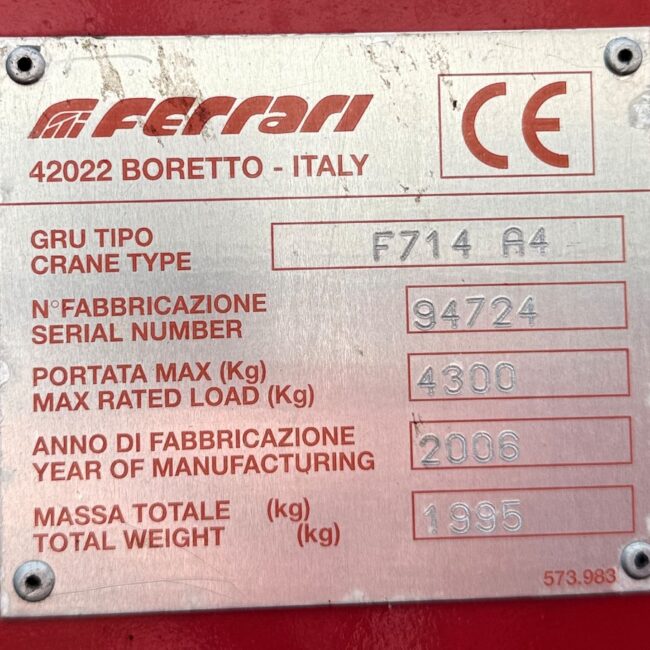 Ferrari
CE
42022 BORETTO - ITALY
GRU TIPO
CRANE TYPE
F714 A4
N°FABBRICAZIONE
SERIAL NUMBER
94724
PORTATA MAX (Kg)
MAX RATED LOAD (Kg)
4300
ANNO DI FABBRICAZIONE
YEAR OF MANUFACTURING
2006
MASSA TOTALE (kg)
TOTAL WEIGHT (kg)
1995
573.983